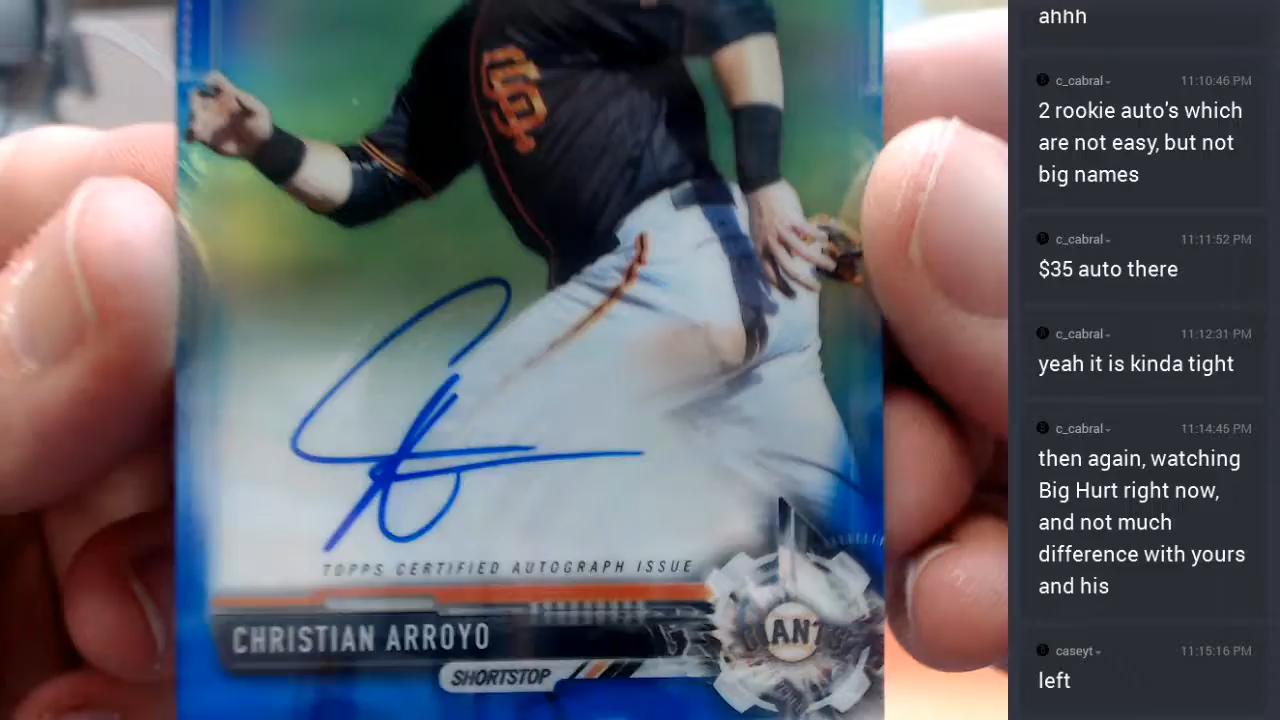 SF
TOPPS CERTIFIED AUTOGRAPH ISSUE
CHRISTIAN ARROYO
SHORTSTOP
GIANTS
ahhh
c_cabral
11:10:46 PM
2 rookie auto's which
are not easy, but not
big names
c_cabral
11:11:52 PM
$35 auto there
c_cabral
11:12:31 PM
yeah it is kinda tight
c_cabral
11:14:45 PM
then again, watching
Big Hurt right now,
and not much
difference with yours
and his
caseyt
11:15:16 PM
left